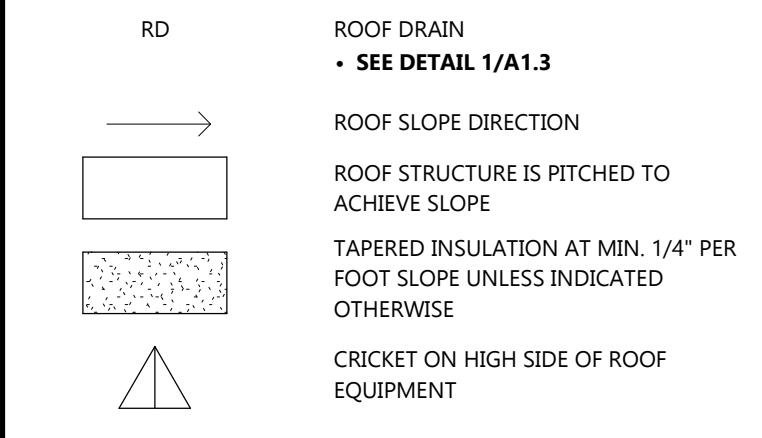 RD ROOF DRAIN
• SEE DETAIL 1/A1.3
ROOF SLOPE DIRECTION
ROOF STRUCTURE IS PITCHED TO
ACHIEVE SLOPE
TAPERED INSULATION AT MIN. 1/4" PER
FOOT SLOPE UNLESS INDICATED
OTHERWISE
CRICKET ON HIGH SIDE OF ROOF
EQUIPMENT